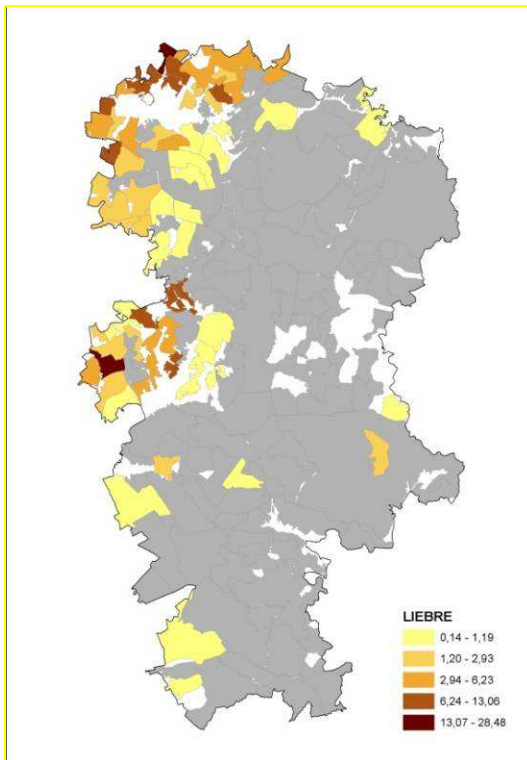 LIEBRE
0,14 - 1,19
1,20 - 2,93
2,94 - 6,23
6,24 - 13,06
13,07 - 28,48